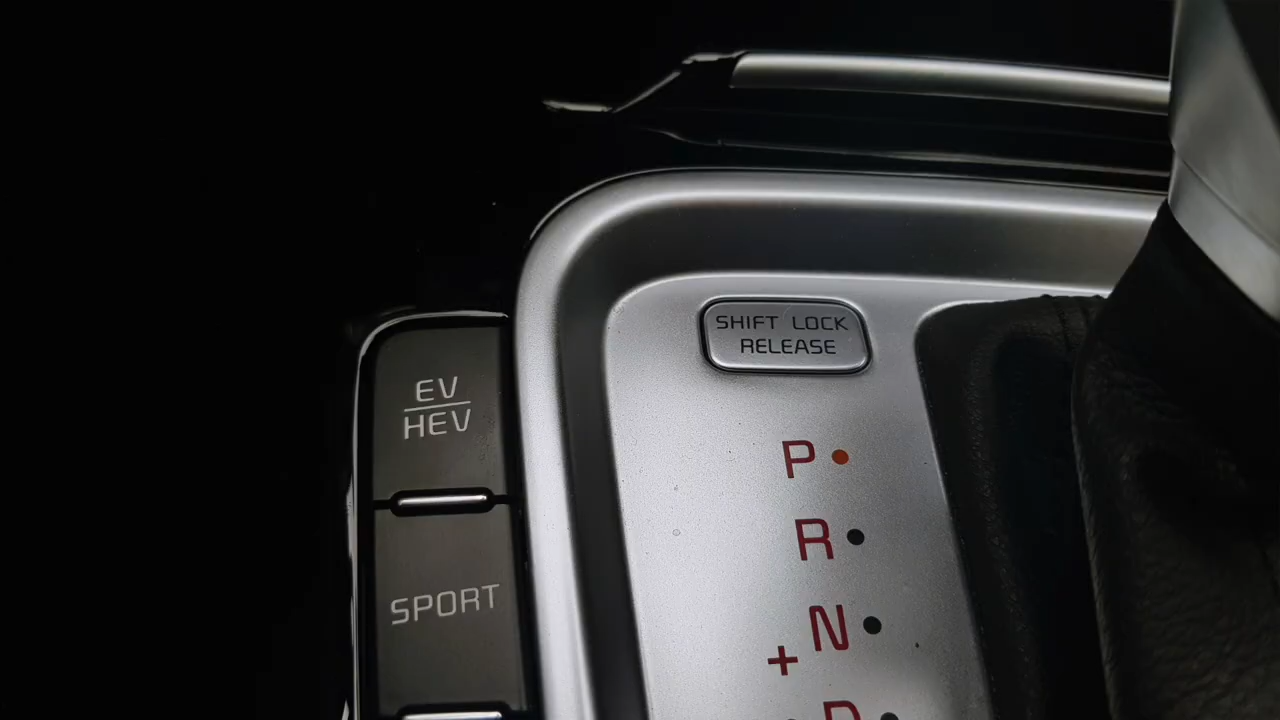 SHIFT LOCK
RELEASE
EV
HEV
P
R
SPORT
N
+
D